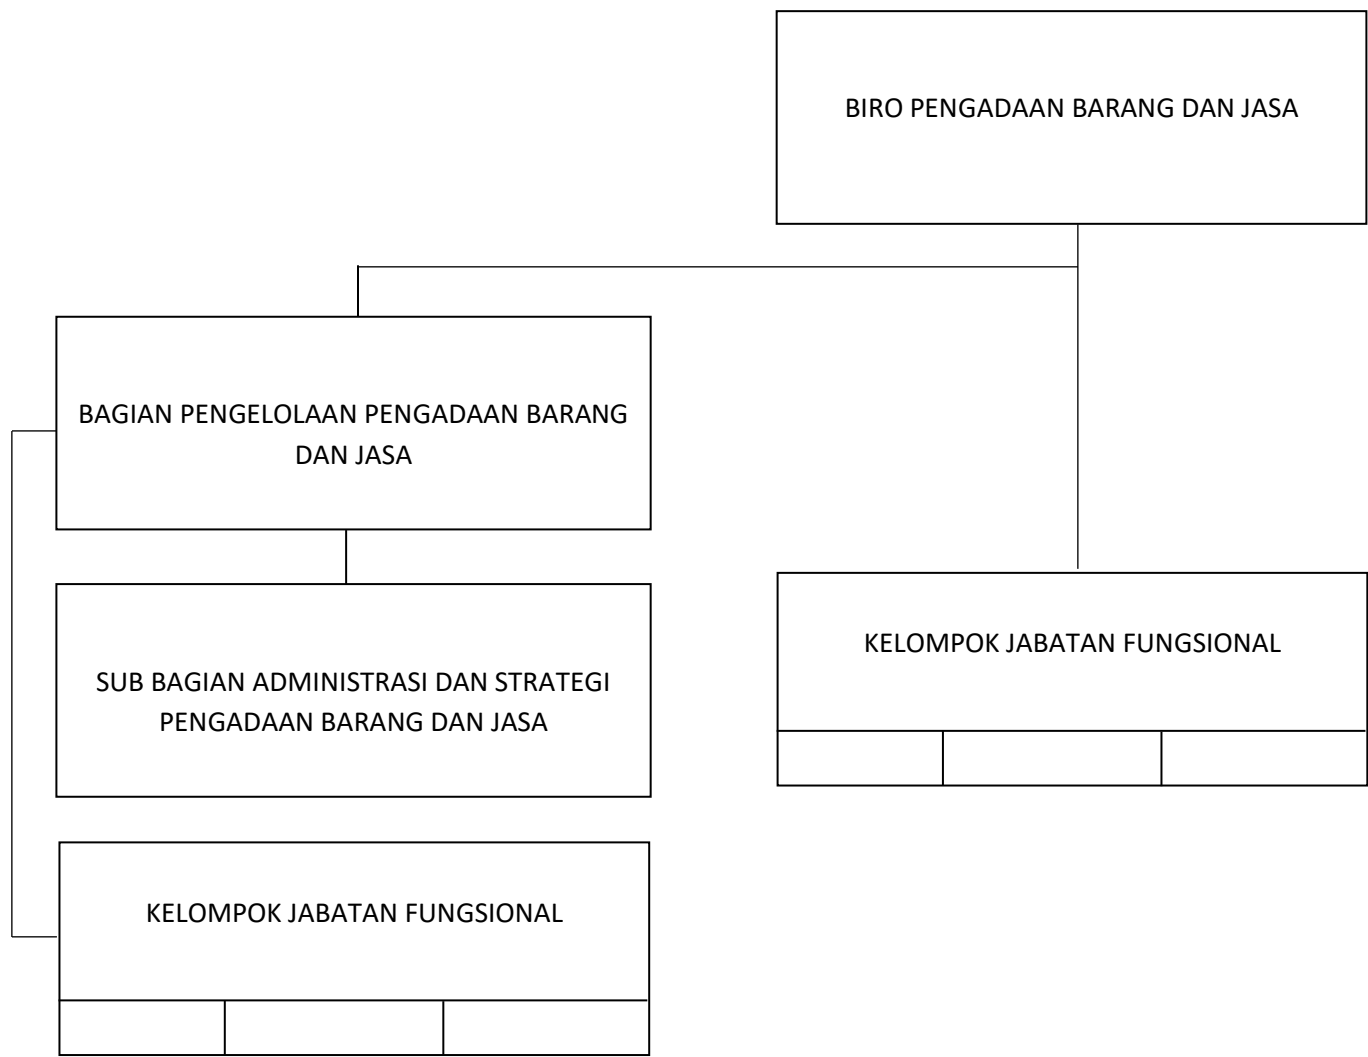 BIRO PENGADAAN BARANG DAN JASA
BAGIAN PENGELOLAAN PENGADAAN BARANG
DAN JASA
SUB BAGIAN ADMINISTRASI DAN STRATEGI
PENGADAAN BARANG DAN JASA
KELOMPOK JABATAN FUNGSIONAL
KELOMPOK JABATAN FUNGSIONAL